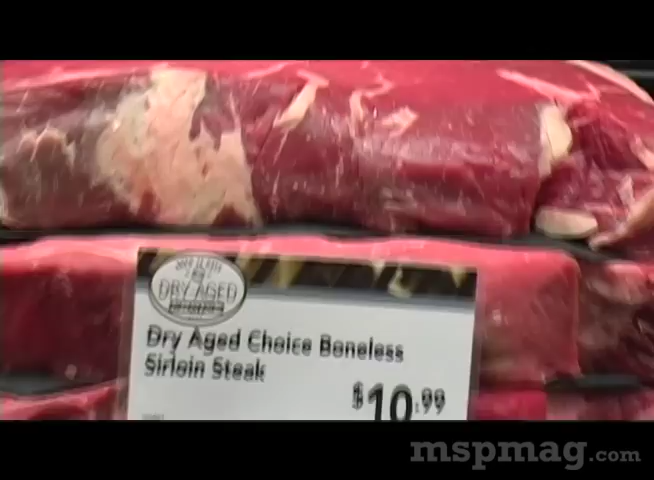 DRY AGED
Dry Aged Choice Boneless
Sirloin Steak
$10.99
mspmag.com